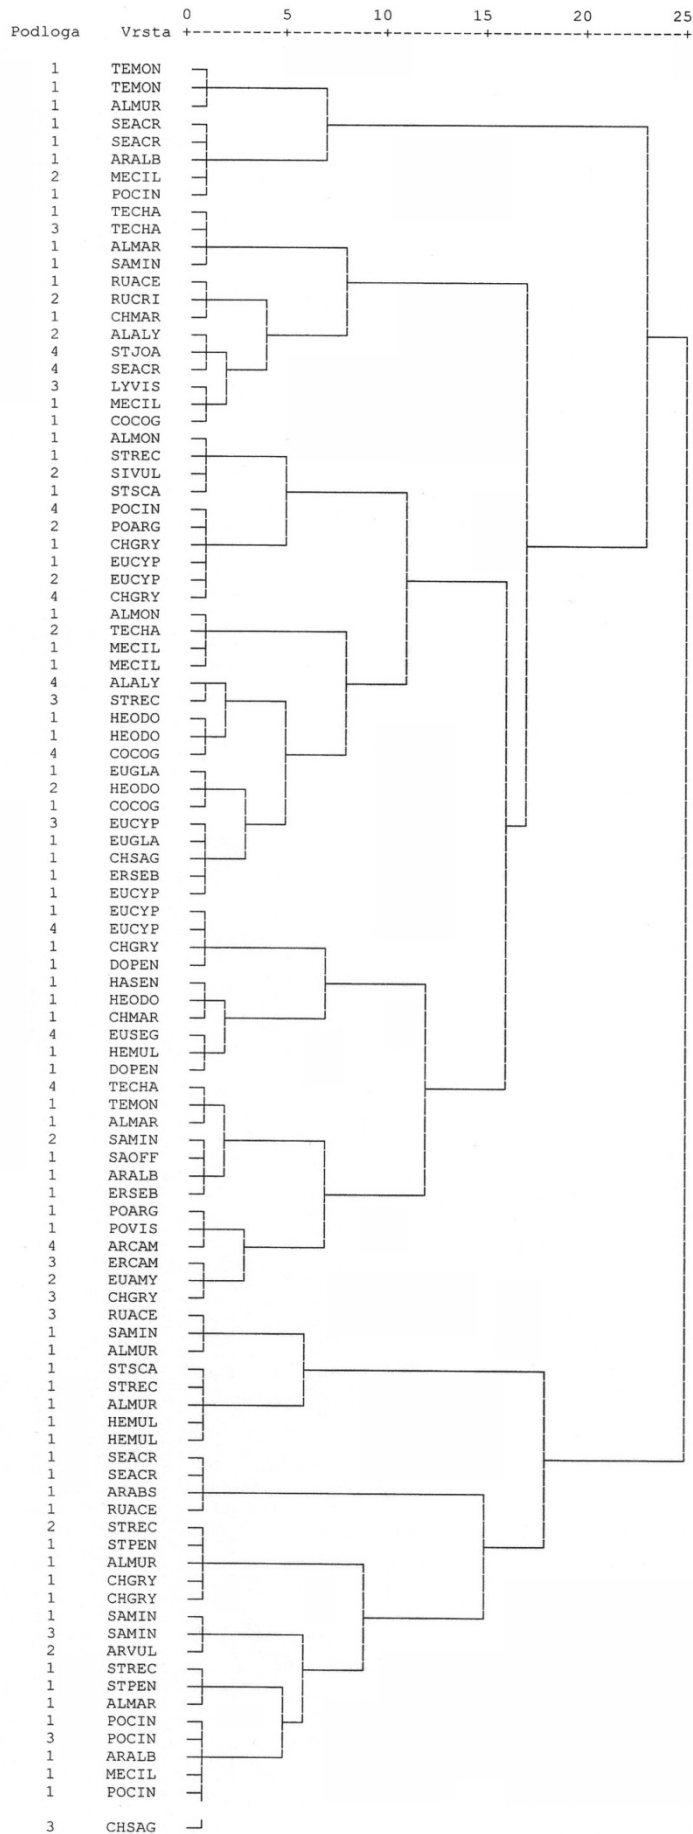 0 5 10 15 20 25
Podloga Vrsta
1 TEMON
1 TEMON
1 ALMUR
1 SEACR
1 SEACR
1 ARALB
2 MECIL
1 POCIN
1 TECHA
3 TECHA
1 ALMAR
1 SAMIN
1 RUACE
2 RUCRI
1 CHMAR
2 ALALY
4 STJOA
4 SEACR
3 LYVIS
1 MECIL
1 COCOG
1 ALMON
1 STREC
2 SIVUL
1 STSCA
4 POCIN
2 POARG
1 CHGRY
1 EUCYP
2 EUCYP
4 CHGRY
1 ALMON
2 TECHA
1 MECIL
1 MECIL
4 ALALY
3 STREC
1 HEODO
1 HEODO
4 COCOG
1 EUGLA
2 HEODO
1 COCOG
3 EUCYP
1 EUGLA
1 CHSAG
1 ERSEB
1 EUCYP
1 EUCYP
4 EUCYP
1 CHGRY
1 DOPEN
1 HASEN
1 HEODO
1 CHMAR
4 EUSEG
1 HEMUL
1 DOPEN
4 TECHA
1 TEMON
1 ALMAR
2 SAMIN
1 SAOFF
1 ARALB
1 ERSEB
1 POARG
1 POVIS
4 ARCAM
3 ERCAM
2 EUAMY
3 CHGRY
3 RUACE
1 SAMIN
1 ALMUR
1 STSCA
1 STREC
1 ALMUR
1 HEMUL
1 HEMUL
1 SEACR
1 SEACR
1 ARABS
1 RUACE
2 STREC
1 STPEN
1 ALMUR
1 CHGRY
1 CHGRY
1 SAMIN
3 SAMIN
2 ARVUL
1 STREC
1 STPEN
1 ALMAR
1 POCIN
3 POCIN
1 ARALB
1 MECIL
1 POCIN
3 CHSAG